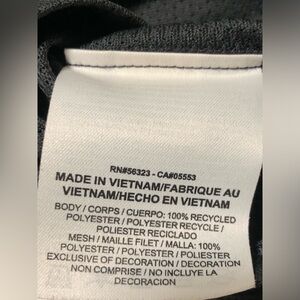 RN#56323 - CA#05553
MADE IN VIETNAM/FABRIQUE AU
VIETNAM/HECHO EN VIETNAM
BODY / CORPS / CUERPO: 100% RECYCLED
POLYESTER / POLYESTER RECYCLE /
POLIESTER RECICLADO
MESH / MAILLE FILET / MALLA: 100%
POLYESTER / POLYESTER / POLIESTER
EXCLUSIVE OF DECORATION / DECORATION
NON COMPRISE / NO INCLUYE LA
DECORACION